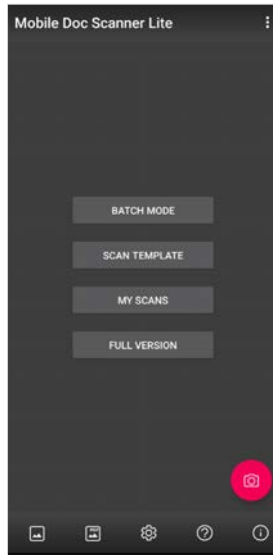 Mobile Doc Scanner Lite
BATCH MODE
SCAN TEMPLATE
MY SCANS
FULL VERSION